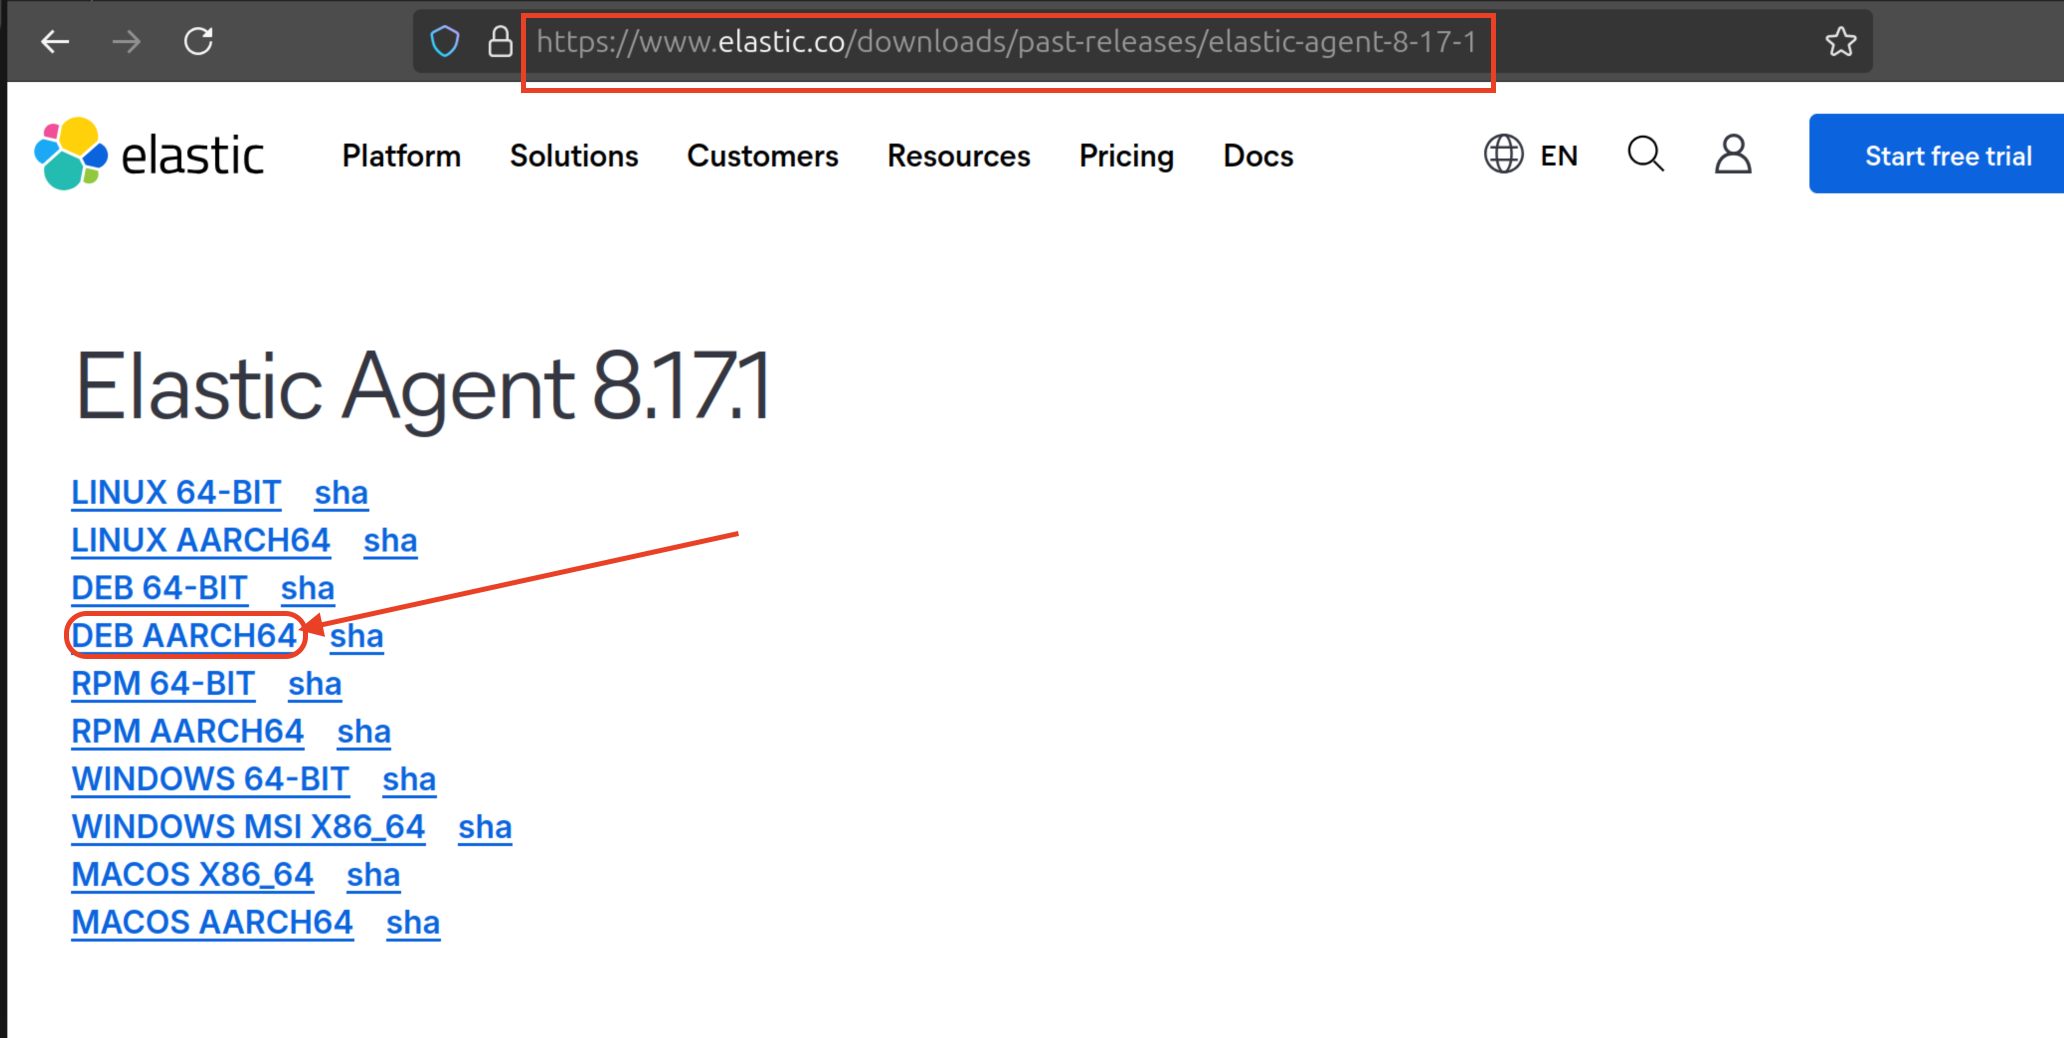 https://www.elastic.co/downloads/past-releases/elastic-agent-8-17-1
elastic Platform Solutions Customers Resources Pricing Docs EN Start free trial
Elastic Agent 8.17.1
LINUX 64-BIT sha
LINUX AARCH64 sha
DEB 64-BIT sha
DEB AARCH64 sha
RPM 64-BIT sha
RPM AARCH64 sha
WINDOWS 64-BIT sha
WINDOWS MSI X86_64 sha
MACOS X86_64 sha
MACOS AARCH64 sha